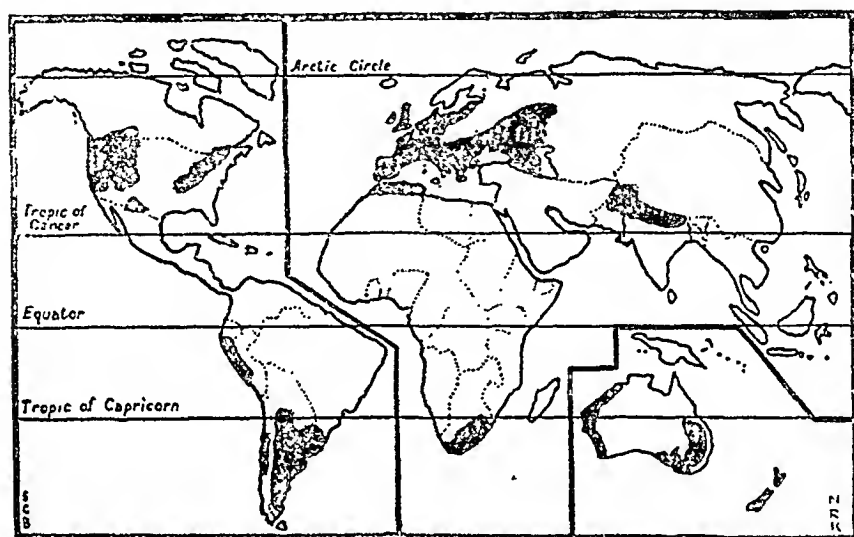 Arctic Circle
Tropic of
Cancer
Equator
Tropic of Capricorn
S
C
B
N
R
K